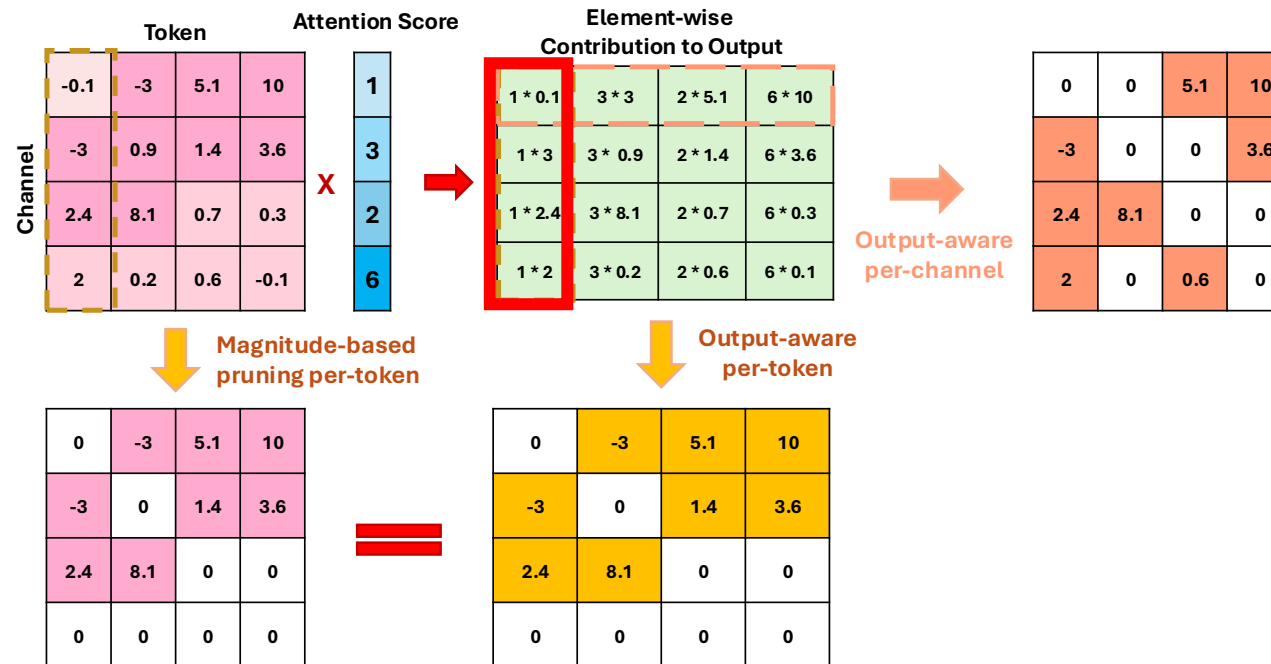 Token
Attention Score
Element-wise
Contribution to Output
Channel
-0.1 -3 5.1 10
-3 0.9 1.4 3.6
2.4 8.1 0.7 0.3
2 0.2 0.6 -0.1
X
1
3
2
6
1 * 0.1 3 * 3 2 * 5.1 6 * 10
1 * 3 3 * 0.9 2 * 1.4 6 * 3.6
1 * 2.4 3 * 8.1 2 * 0.7 6 * 0.3
1 * 2 3 * 0.2 2 * 0.6 6 * 0.1
Output-aware
per-channel
0 0 5.1 10
-3 0 0 3.6
2.4 8.1 0 0
2 0 0.6 0
Magnitude-based
pruning per-token
Output-aware
per-token
0 -3 5.1 10
-3 0 1.4 3.6
2.4 8.1 0 0
0 0 0 0
0 -3 5.1 10
-3 0 1.4 3.6
2.4 8.1 0 0
0 0 0 0